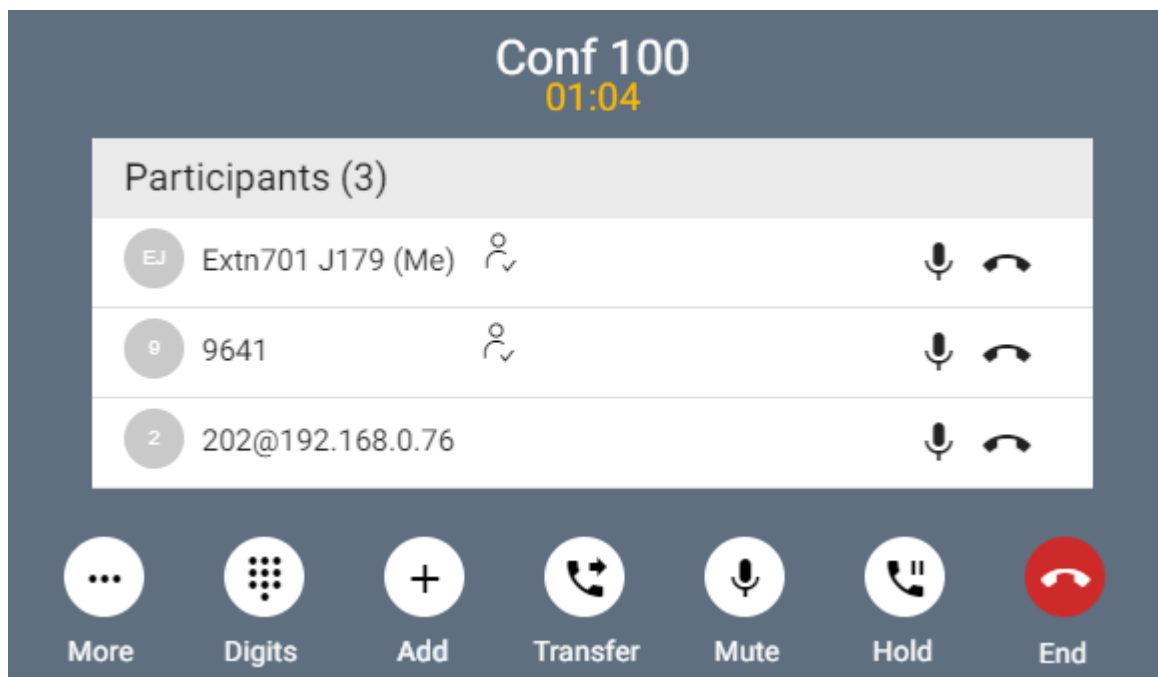 Conf 100
01:04
Participants (3)
EJ Extn701 J179 (Me)
9 9641
2 202@192.168.0.76
More Digits Add Transfer Mute Hold End